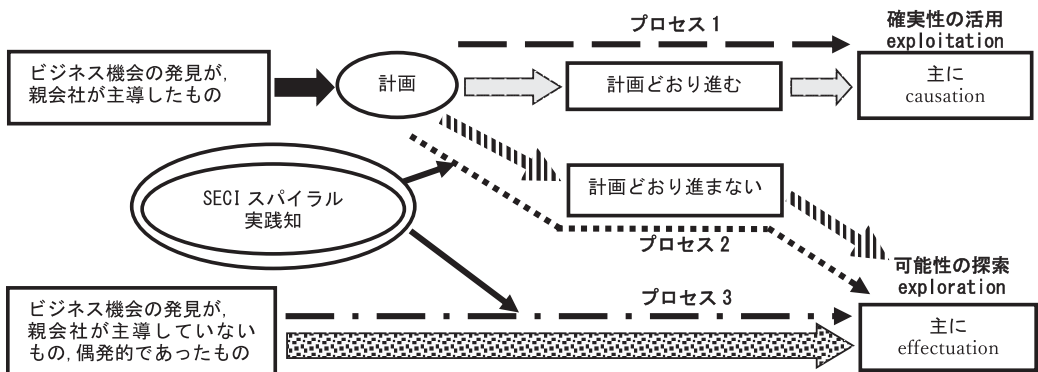 プロセス1
確実性の活用
exploitation
ビジネス機会の発見が,
親会社が主導したもの
計画
計画どおり進む
主に
causation
SECI スパイラル
実践知
計画どおり進まない
プロセス2
可能性の探索
exploration
ビジネス機会の発見が,
親会社が主導していない
もの, 偶発的であったもの
プロセス3
主に
effectuation